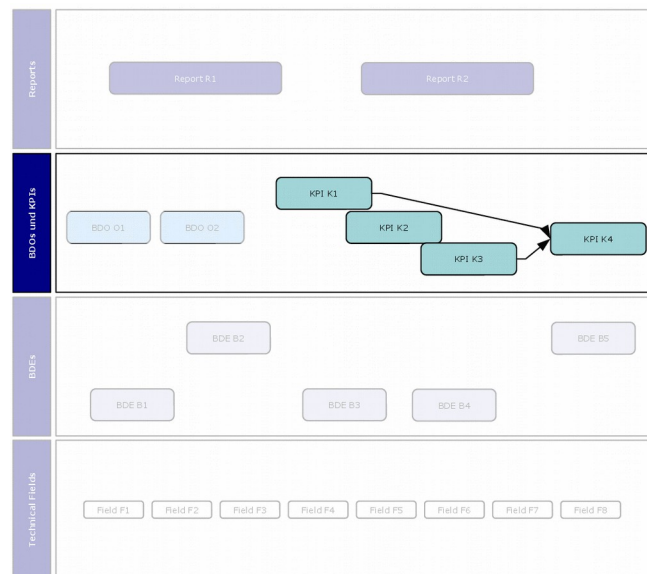 Reports
Report R1
Report R2
BDOs und KPIs
BDO O1
BDO O2
KPI K1
KPI K2
KPI K3
KPI K4
BDEs
BDE B1
BDE B2
BDE B3
BDE B4
BDE B5
Technical Fields
Field F1
Field F2
Field F3
Field F4
Field F5
Field F6
Field F7
Field F8